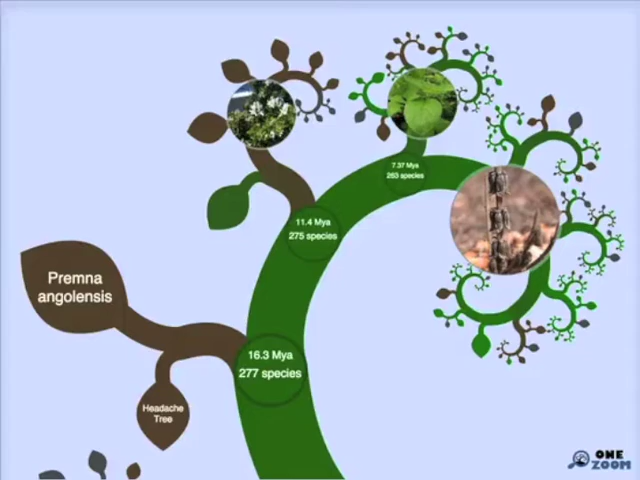 7.37 Mya
263 species
11.4 Mya
275 species
Premna
angolensis
16.3 Mya
277 species
Headache
Tree
ONE
ZOOM